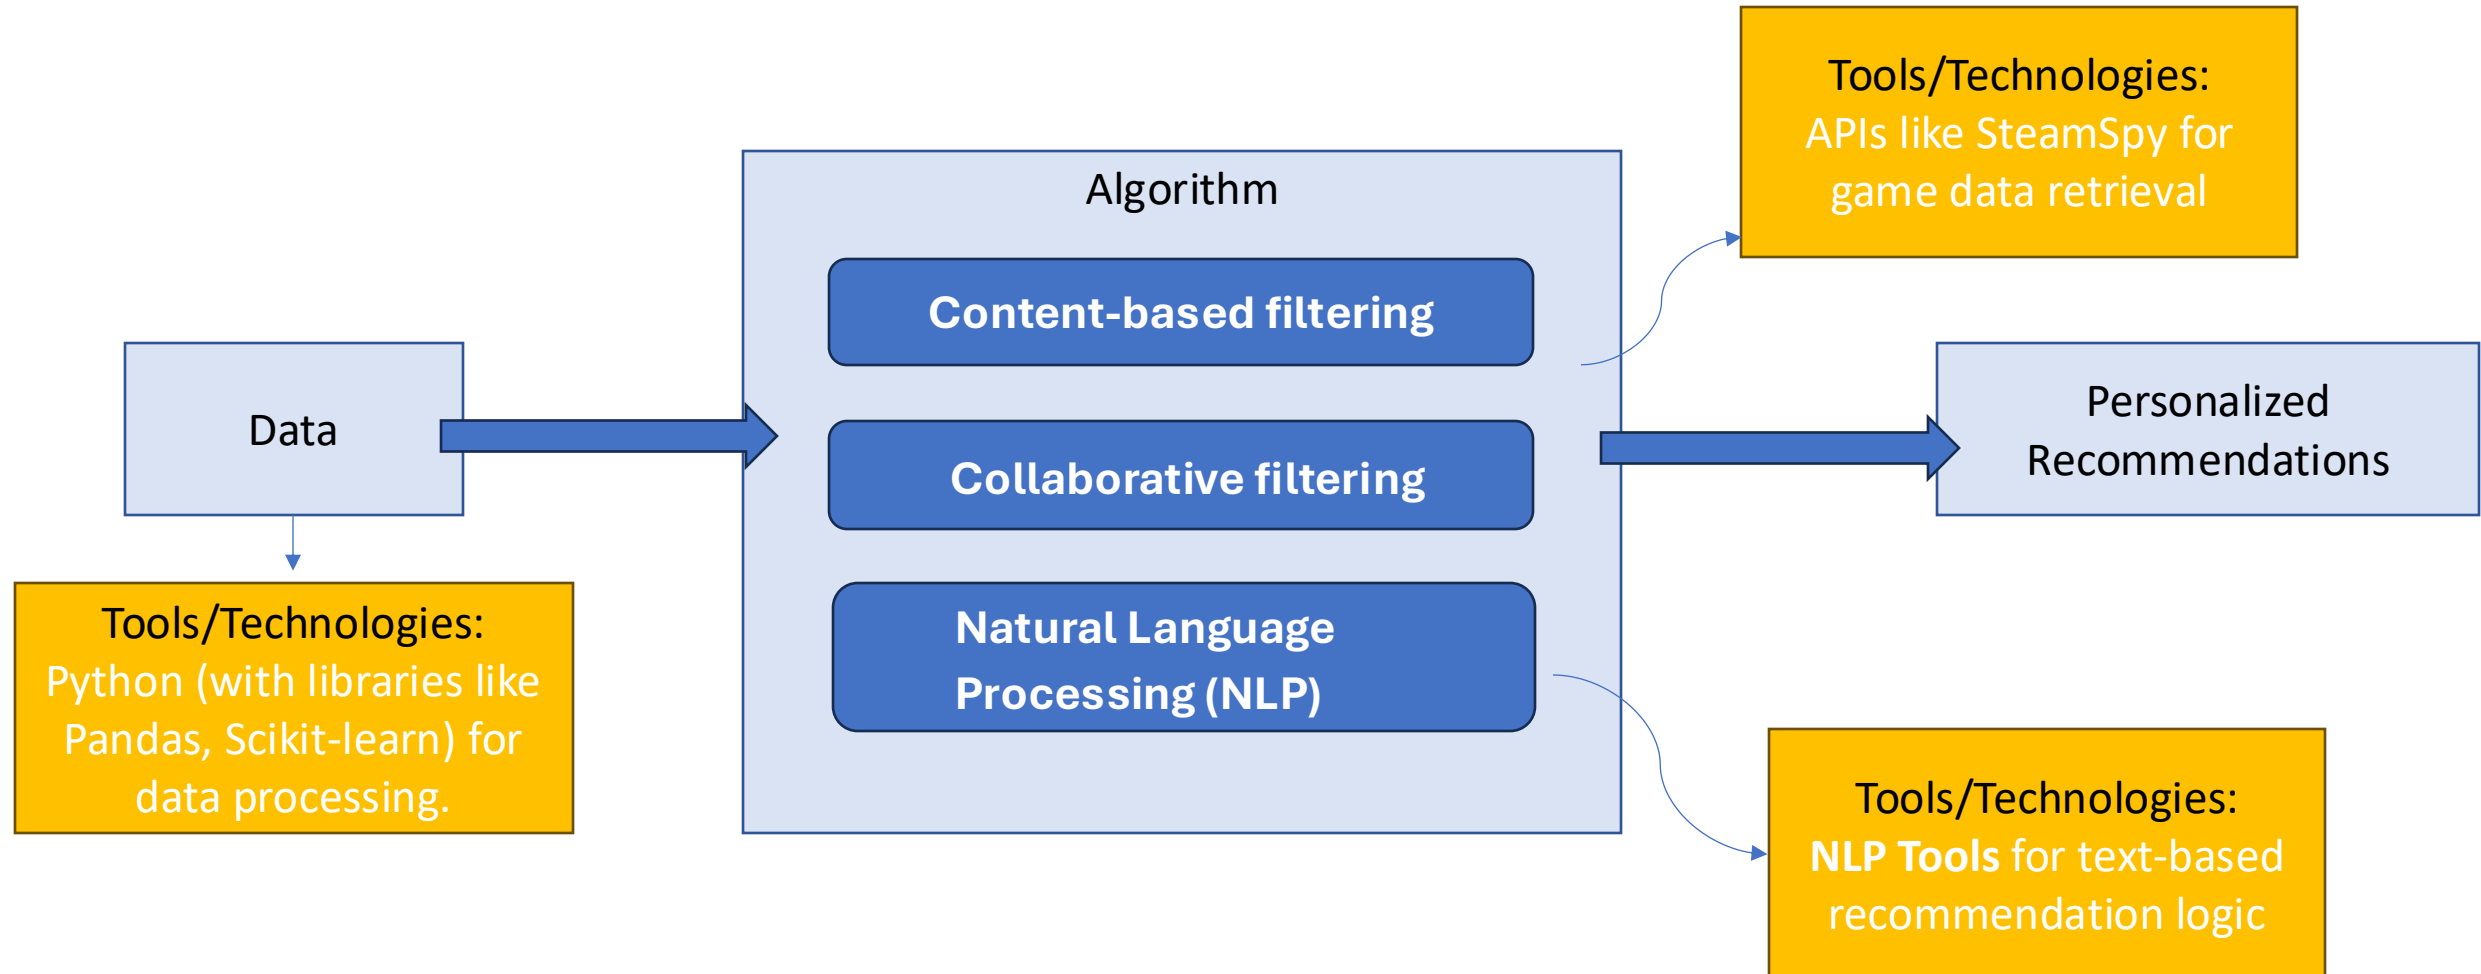 Data
Tools/Technologies:
Python (with libraries like
Pandas, Scikit-learn) for
data processing.
Algorithm
Content-based filtering
Collaborative filtering
Natural Language
Processing (NLP)
Tools/Technologies:
APIs like SteamSpy for
game data retrieval
Personalized
Recommendations
Tools/Technologies:
NLP Tools for text-based
recommendation logic